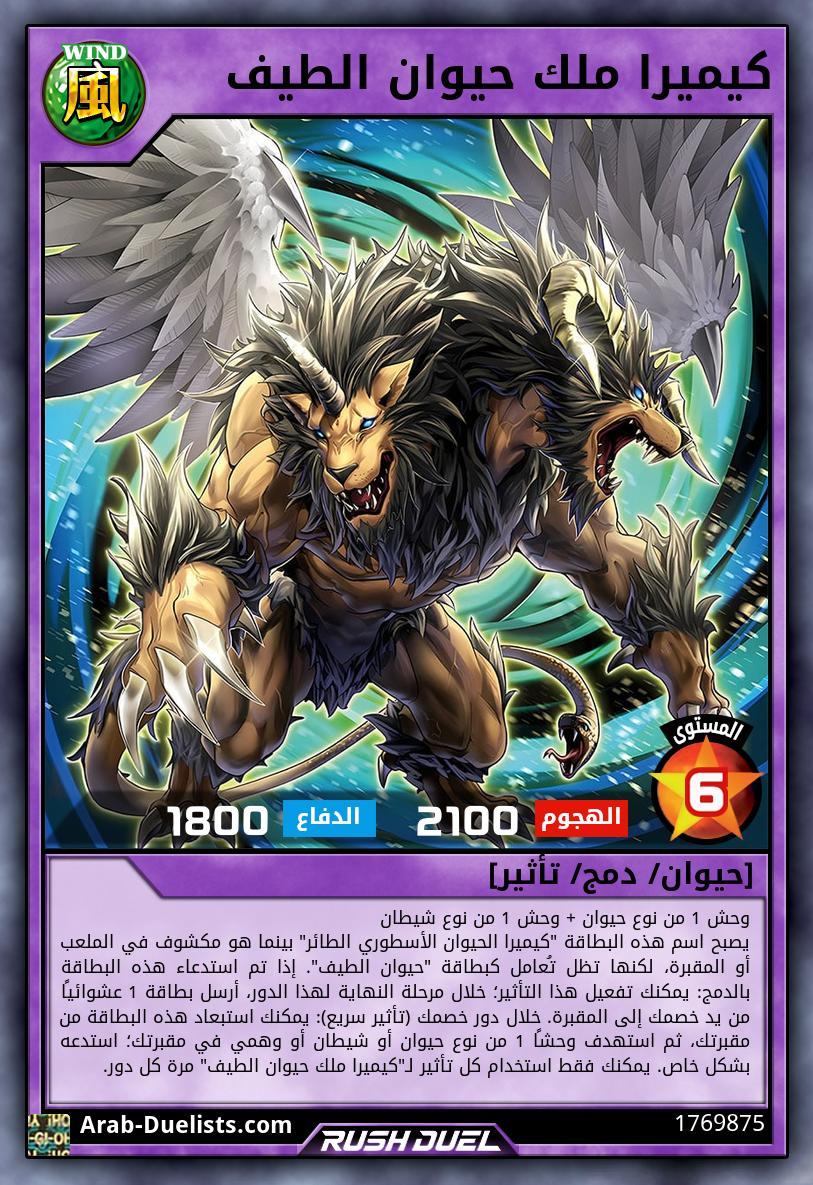 WIND
風
كيميرا ملك حيوان الطيف
المستوى
6
الهجوم 2100 الدفاع 1800
[حيوان/ دمج/ تأثير]
وحش 1 من نوع حيوان + وحش 1 من نوع شيطان
يصبح اسم هذه البطاقة "كيميرا الحيوان الأسطوري الطائر" بينما هو مكشوف في الملعب
أو المقبرة، لكنها تظل تُعامل كبطاقة "حيوان الطيف". إذا تم استدعاء هذه البطاقة
بالدمج: يمكنك تفعيل هذا التأثير؛ خلال مرحلة النهاية لهذا الدور، أرسل بطاقة 1 عشوائياً
من يد خصمك إلى المقبرة. خلال دور خصمك (تأثير سريع): يمكنك استبعاد هذه البطاقة من
مقبرتك، ثم استهدف وحشًا 1 من نوع حيوان أو شيطان أو وهمي في مقبرتك؛ استدعه
بشكل خاص. يمكنك فقط استخدام كل تأثير لـ"كيميرا ملك حيوان الطيف" مرة كل دور.
Arab-Duelists.com
RUSH DUEL
1769875